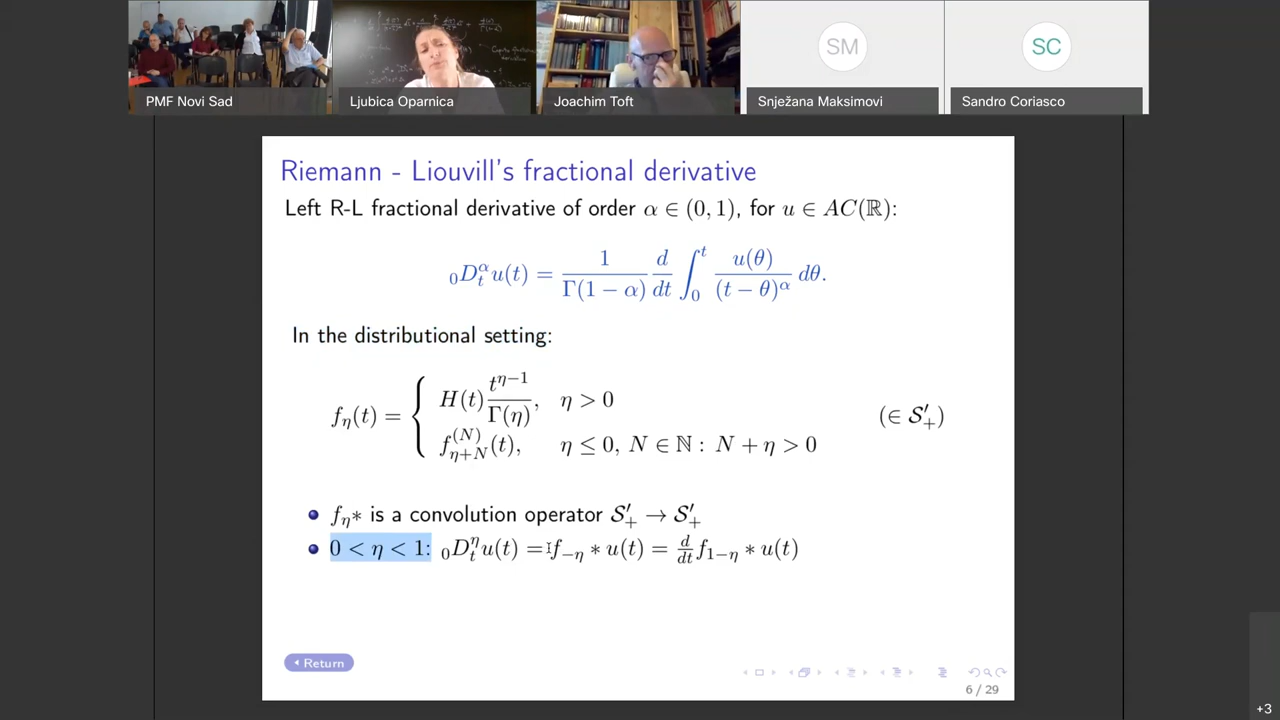 PMF Novi Sad
Ljubica Oparnica
Joachim Toft
SM
Snježana Maksimovi
SC
Sandro Coriasco
Riemann - Liouvill's fractional derivative
Left R-L fractional derivative of order α ∈ (0, 1), for u ∈ AC(ℝ):
₀D_t^α u(t) = 1/Γ(1 − α) d/dt ∫_0^t u(θ)/(t − θ)^α dθ.
In the distributional setting:
f_η(t) = { H(t) t^{η−1}/Γ(η), η > 0
f_{η+N}^{(N)}(t), η ≤ 0, N ∈ ℕ : N + η > 0 (∈ 𝒮′_+)
f_η∗ is a convolution operator 𝒮′_+ → 𝒮′_+
0 < η < 1: ₀D_t^η u(t) = f_{−η} ∗ u(t) = d/dt f_{1−η} ∗ u(t)
Return
6 / 29
+3